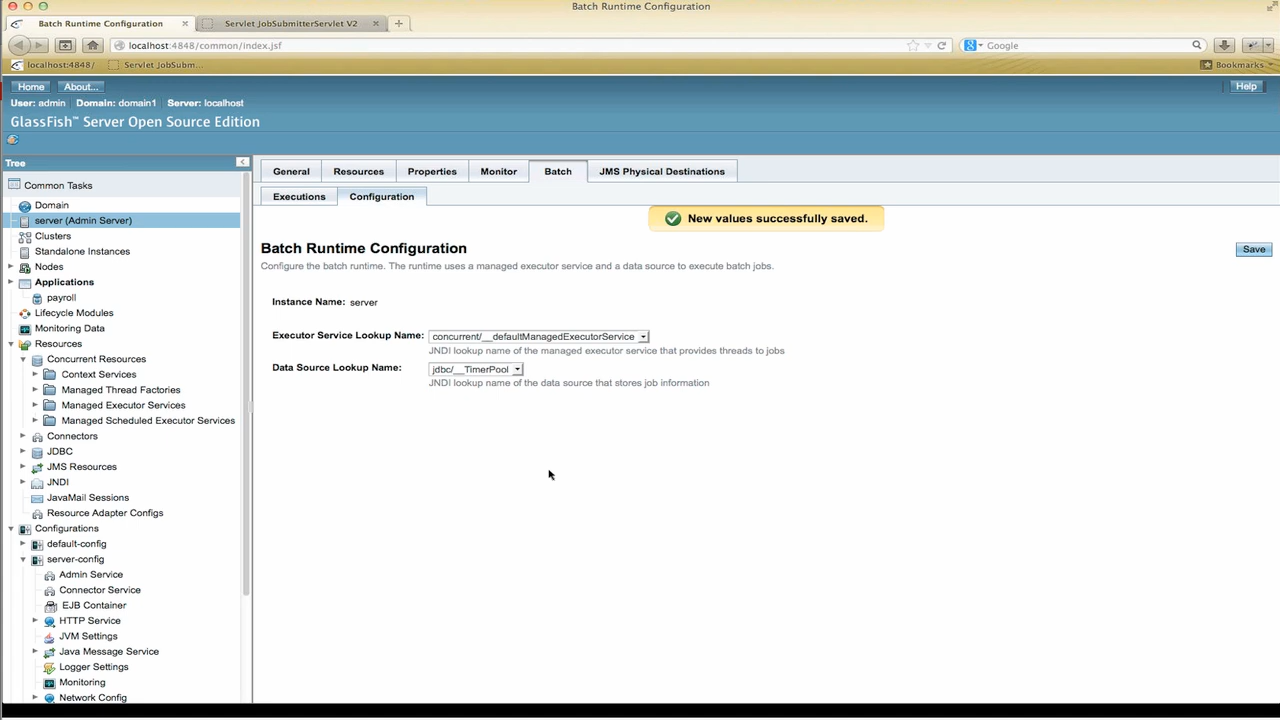 Batch Runtime Configuration
Batch Runtime Configuration
Servlet JobSubmitterServlet V2
localhost:4848/common/index.jsf
Google
localhost:4848/
Servlet JobSubm...
Bookmarks
Home
About...
Help
User: admin Domain: domain1 Server: localhost
GlassFish™ Server Open Source Edition
Tree
Common Tasks
Domain
server (Admin Server)
Clusters
Standalone Instances
Nodes
Applications
payroll
Lifecycle Modules
Monitoring Data
Resources
Concurrent Resources
Context Services
Managed Thread Factories
Managed Executor Services
Managed Scheduled Executor Services
Connectors
JDBC
JMS Resources
JNDI
JavaMail Sessions
Resource Adapter Configs
Configurations
default-config
server-config
Admin Service
Connector Service
EJB Container
HTTP Service
JVM Settings
Java Message Service
Logger Settings
Monitoring
Network Config
General
Resources
Properties
Monitor
Batch
JMS Physical Destinations
Executions
Configuration
New values successfully saved.
Batch Runtime Configuration
Save
Configure the batch runtime. The runtime uses a managed executor service and a data source to execute batch jobs.
Instance Name: server
Executor Service Lookup Name: concurrent/__defaultManagedExecutorService
JNDI lookup name of the managed executor service that provides threads to jobs
Data Source Lookup Name: jdbc/__TimerPool
JNDI lookup name of the data source that stores job information